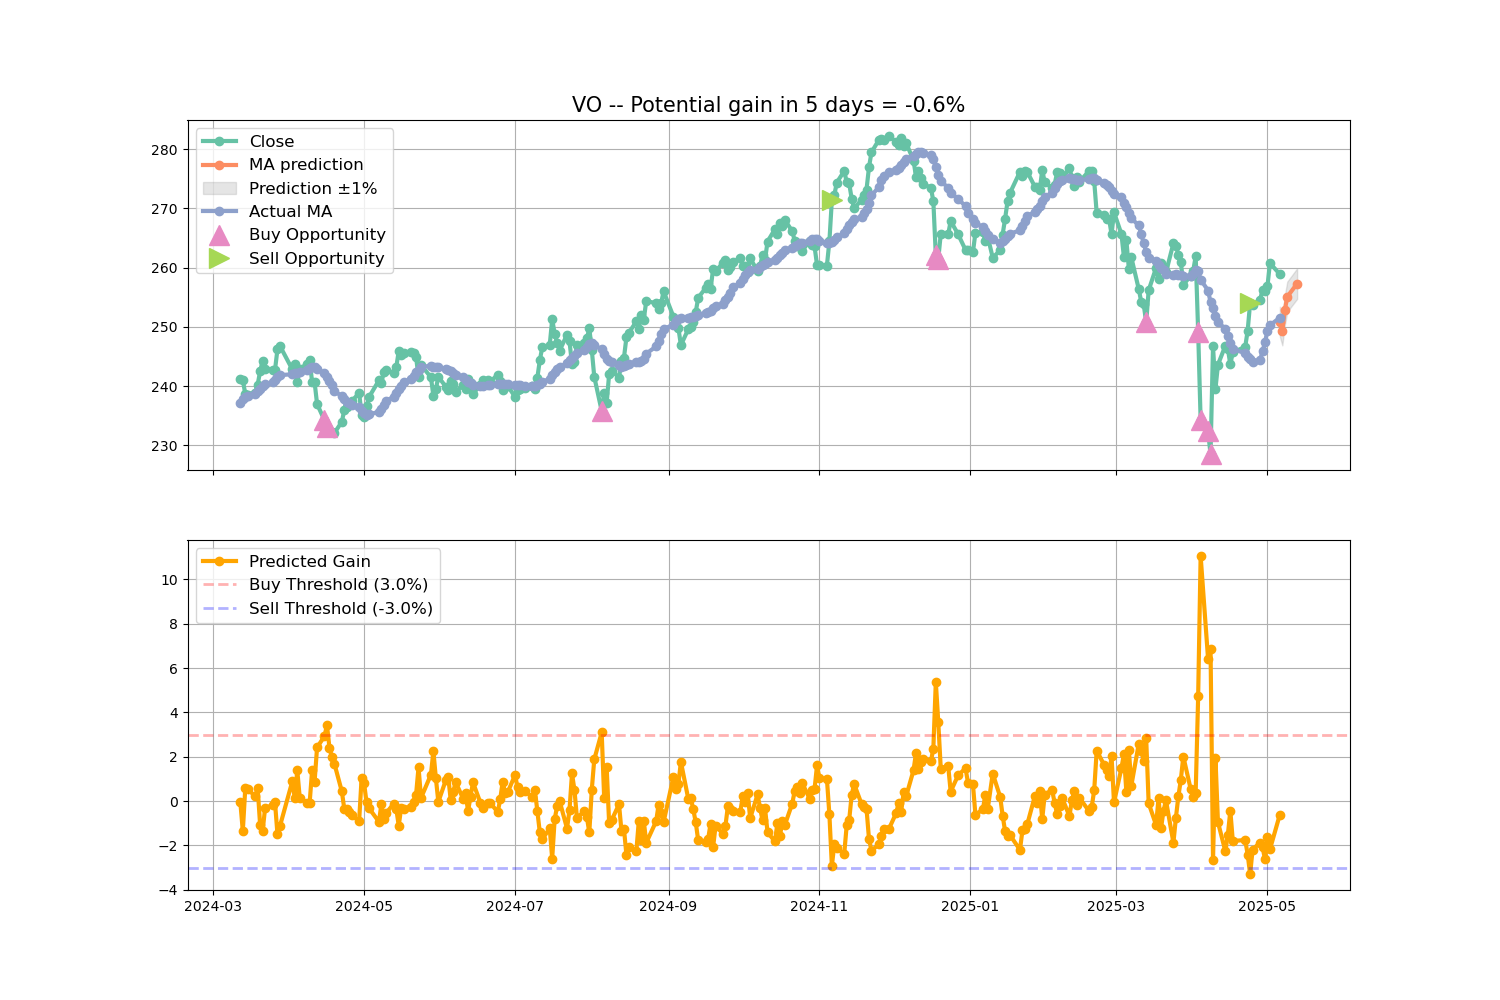 VO -- Potential gain in 5 days = -0.6%
Close
MA prediction
Prediction ±1%
Actual MA
Buy Opportunity
Sell Opportunity
280
270
260
250
240
230
Predicted Gain
Buy Threshold (3.0%)
Sell Threshold (-3.0%)
10
8
6
4
2
0
−2
−4
2024-03 2024-05 2024-07 2024-09 2024-11 2025-01 2025-03 2025-05